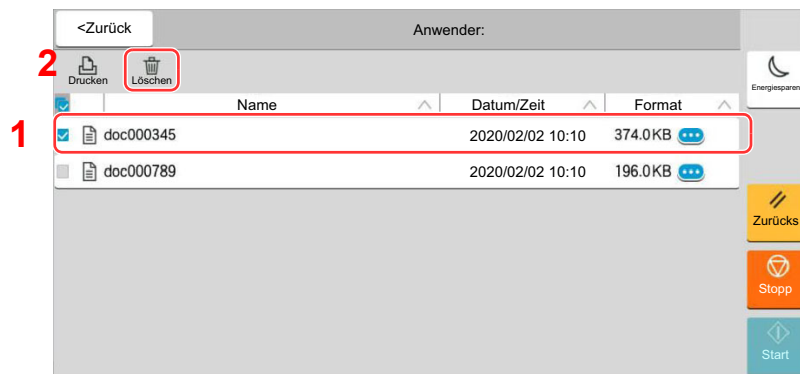 <Zurück
Anwender:
2
Drucken
Löschen
Energiesparen
Name
Datum/Zeit
Format
1
doc000345
2020/02/02 10:10
374.0KB
doc000789
2020/02/02 10:10
196.0KB
Zurücks
Stopp
Start